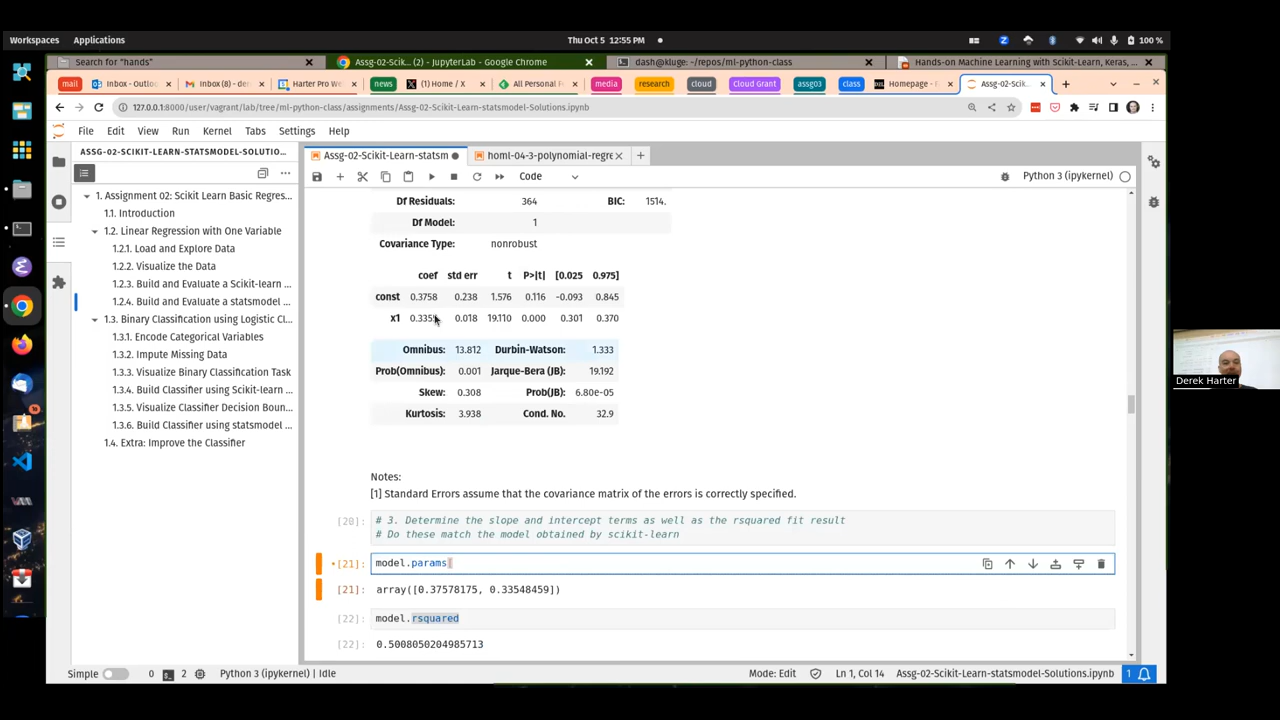 Workspaces Applications Thu Oct 5 12:55 PM 100 %
Search for "hands" Assg-02-Scik... (2) - JupyterLab - Google Chrome dash@kluge: ~/repos/ml-python-class Hands-on Machine Learning with Scikit-Learn, Keras, ...
mail Inbox - Outloo Inbox (8) - der Harter Pro We news (1) Home / X All Personal F media research cloud Cloud Grant assg03 class Homepage - P Assg-02-Scik
127.0.0.1:8000/user/vagrant/lab/tree/ml-python-class/assignments/Assg-02-Scikit-Learn-statsmodel-Solutions.ipynb
File Edit View Run Kernel Tabs Settings Help
ASSG-02-SCIKIT-LEARN-STATSMODEL-SOLUTIO...
Assg-02-Scikit-Learn-statsm homl-04-3-polynomial-regre
Code Python 3 (ipykernel)
1. Assignment 02: Scikit Learn Basic Regres...
1.1. Introduction
1.2. Linear Regression with One Variable
1.2.1. Load and Explore Data
1.2.2. Visualize the Data
1.2.3. Build and Evaluate a Scikit-learn ...
1.2.4. Build and Evaluate a statsmodel ...
1.3. Binary Classification using Logistic Cl...
1.3.1. Encode Categorical Variables
1.3.2. Impute Missing Data
1.3.3. Visualize Binary Classification Task
1.3.4. Build Classifier using Scikit-learn ...
1.3.5. Visualize Classifier Decision Boun...
1.3.6. Build Classifier using statsmodel ...
1.4. Extra: Improve the Classifier
Df Residuals: 364 BIC: 1514.
Df Model: 1
Covariance Type: nonrobust
coef std err t P>|t| [0.025 0.975]
const 0.3758 0.238 1.576 0.116 -0.093 0.845
x1 0.3355 0.018 19.110 0.000 0.301 0.370
Omnibus: 13.812 Durbin-Watson: 1.333
Prob(Omnibus): 0.001 Jarque-Bera (JB): 19.192
Skew: 0.308 Prob(JB): 6.80e-05
Kurtosis: 3.938 Cond. No. 32.9
Notes:
[1] Standard Errors assume that the covariance matrix of the errors is correctly specified.
[20]: # 3. Determine the slope and intercept terms as well as the rsquared fit result
# Do these match the model obtained by scikit-learn
[21]: model.params
[21]: array([0.37578175, 0.33548459])
[22]: model.rsquared
[22]: 0.5008050204985713
Simple 0 2 Python 3 (ipykernel) | Idle Mode: Edit Ln 1, Col 14 Assg-02-Scikit-Learn-statsmodel-Solutions.ipynb 1
Derek Harter